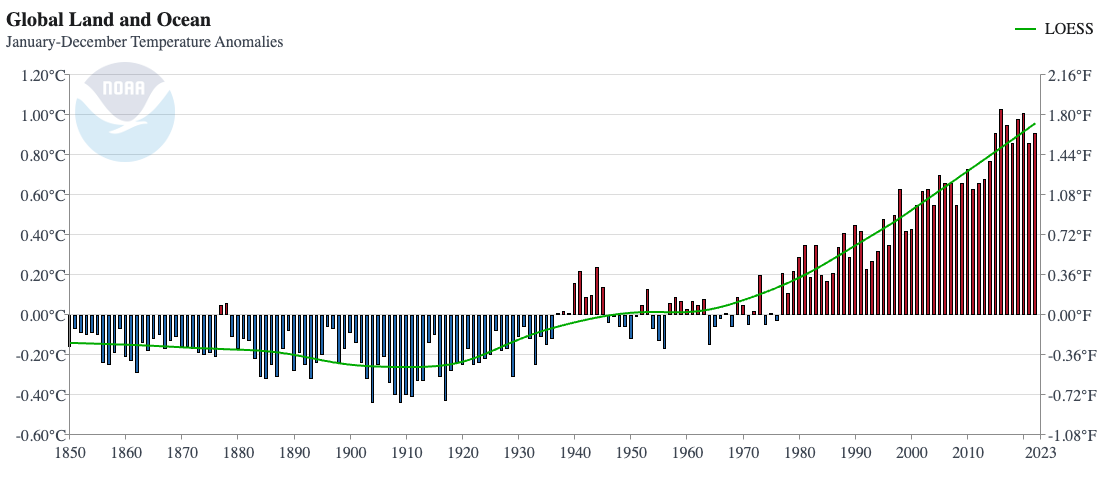 Global Land and Ocean
January-December Temperature Anomalies
LOESS
NOAA
1.20°C 2.16°F
1.00°C 1.80°F
0.80°C 1.44°F
0.60°C 1.08°F
0.40°C 0.72°F
0.20°C 0.36°F
0.00°C 0.00°F
-0.20°C -0.36°F
-0.40°C -0.72°F
-0.60°C -1.08°F
1850 1860 1870 1880 1890 1900 1910 1920 1930 1940 1950 1960 1970 1980 1990 2000 2010 2023